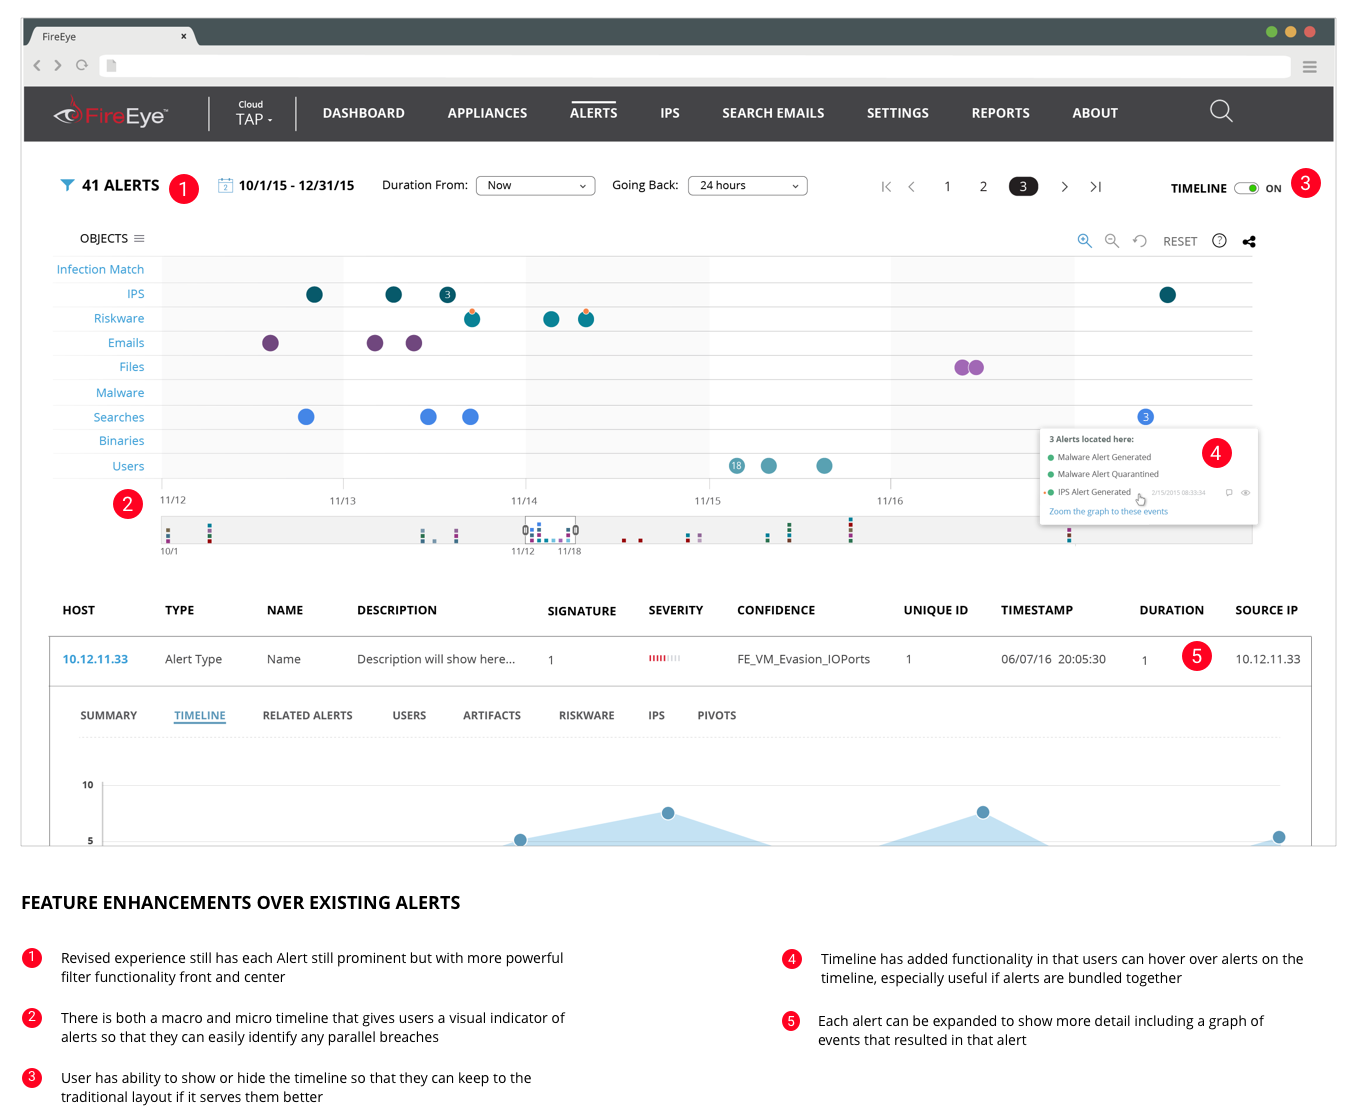 FireEye x
FireEye™ Cloud TAP DASHBOARD APPLIANCES ALERTS IPS SEARCH EMAILS SETTINGS REPORTS ABOUT
41 ALERTS 1 2 10/1/15 - 12/31/15 Duration From: Now Going Back: 24 hours 1 2 3 TIMELINE ON 3
OBJECTS RESET ?
Infection Match
IPS 3
Riskware
Emails
Files
Malware
Searches 3
Binaries
Users 18
3 Alerts located here: 4
Malware Alert Generated
Malware Alert Quarantined
IPS Alert Generated 2/15/2015 08:33:34
Zoom the graph to these events
2 11/12 11/13 11/14 11/15 11/16
10/1 11/12 11/18
HOST TYPE NAME DESCRIPTION SIGNATURE SEVERITY CONFIDENCE UNIQUE ID TIMESTAMP DURATION SOURCE IP
10.12.11.33 Alert Type Name Description will show here... 1 FE_VM_Evasion_IOPorts 1 06/07/16 20:05:30 1 5 10.12.11.33
SUMMARY TIMELINE RELATED ALERTS USERS ARTIFACTS RISKWARE IPS PIVOTS
10
5
FEATURE ENHANCEMENTS OVER EXISTING ALERTS
1 Revised experience still has each Alert still prominent but with more powerful
filter functionality front and center
2 There is both a macro and micro timeline that gives users a visual indicator of
alerts so that they can easily identify any parallel breaches
3 User has ability to show or hide the timeline so that they can keep to the
traditional layout if it serves them better
4 Timeline has added functionality in that users can hover over alerts on the
timeline, especially useful if alerts are bundled together
5 Each alert can be expanded to show more detail including a graph of
events that resulted in that alert